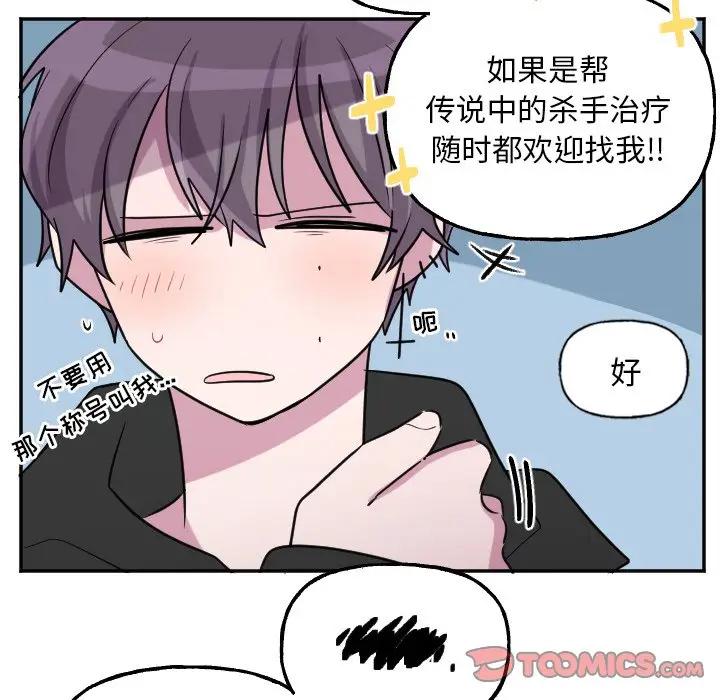 如果是帮
传说中的杀手治疗
随时都欢迎找我!!
呃..
好
不要用
那个称号叫我...
TOOMICS.COM